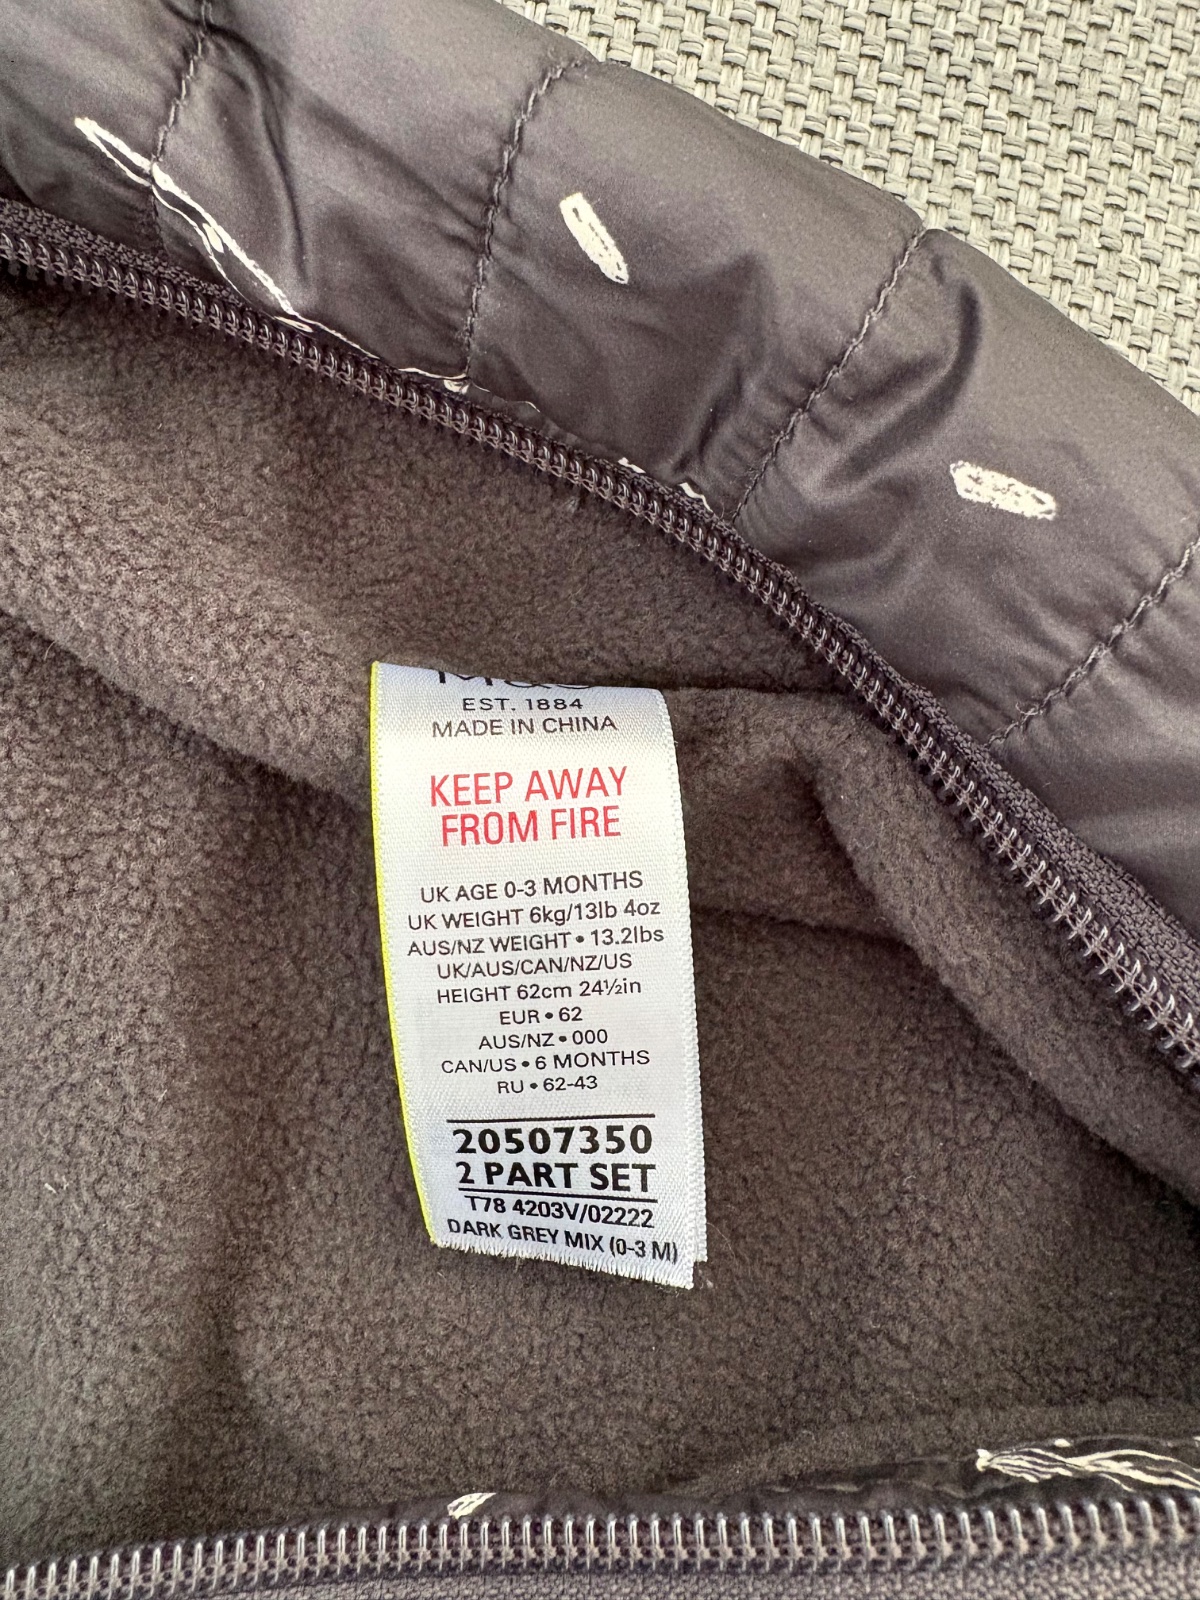 EST. 1884
MADE IN CHINA
KEEP AWAY
FROM FIRE
UK AGE 0-3 MONTHS
UK WEIGHT 6kg/13lb 4oz
AUS/NZ WEIGHT • 13.2lbs
UK/AUS/CAN/NZ/US
HEIGHT 62cm 24½in
EUR • 62
AUS/NZ • 000
CAN/US • 6 MONTHS
RU • 62-43
20507350
2 PART SET
T78 4203V/02222
DARK GREY MIX (0-3 M)